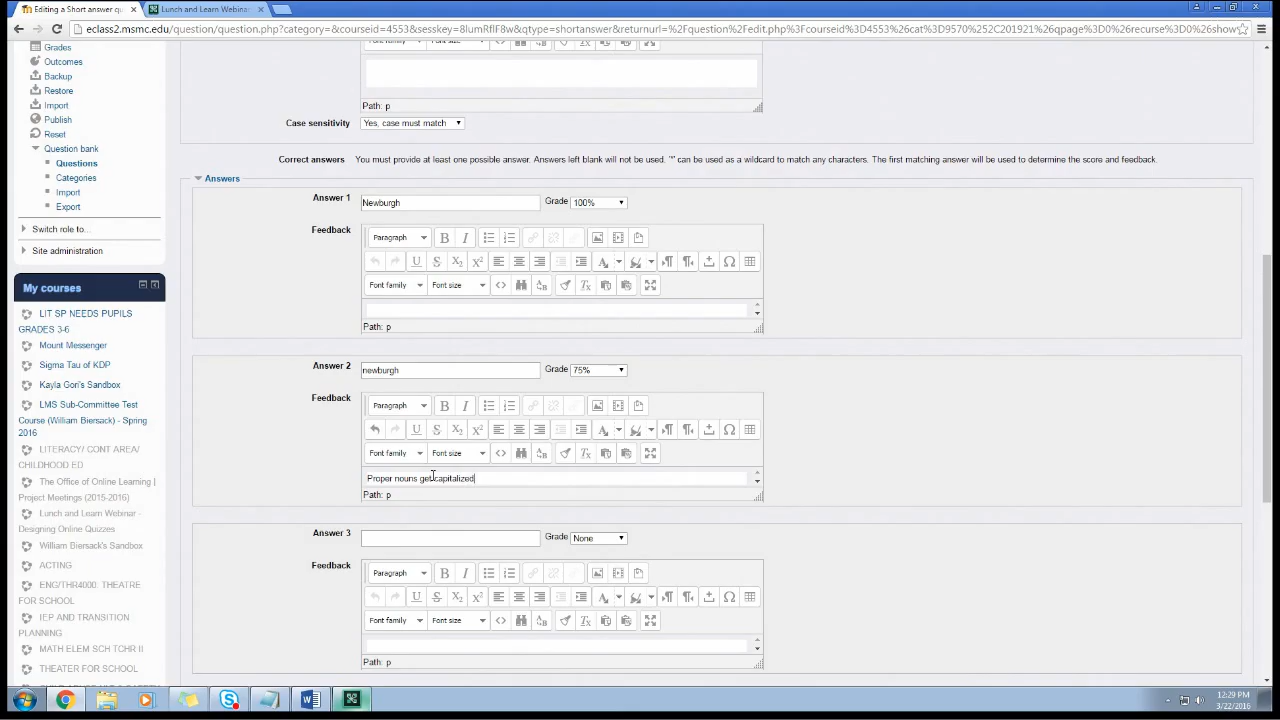 Editing a Short answer qu
Lunch and Learn Webinar
eclass2.msmc.edu/question/question.php?category=&courseid=4553&sesskey=8lumRflF8w&qtype=shortanswer&returnurl=%2Fquestion%2Fedit.php%3Fcourseid%3D4553%26cat%3D9570%252C201921%26qpage%3D0%26recurse%3D0%26show
Grades
Outcomes
Backup
Restore
Import
Publish
Reset
Question bank
Questions
Categories
Import
Export
Switch role to...
Site administration
My courses
LIT SP NEEDS PUPILS
GRADES 3-6
Mount Messenger
Sigma Tau of KDP
Kayla Gori's Sandbox
LMS Sub-Committee Test
Course (William Biersack) - Spring
2016
LITERACY/ CONT AREA/
CHILDHOOD ED
The Office of Online Learning |
Project Meetings (2015-2016)
Lunch and Learn Webinar -
Designing Online Quizzes
William Biersack's Sandbox
ACTING
ENG/THR4000: THEATRE
FOR SCHOOL
IEP AND TRANSITION
PLANNING
MATH ELEM SCH TCHR II
THEATER FOR SCHOOL
Font family Font size
Path: p
Case sensitivity Yes, case must match
Correct answers You must provide at least one possible answer. Answers left blank will not be used. '*' can be used as a wildcard to match any characters. The first matching answer will be used to determine the score and feedback.
Answers
Answer 1 Newburgh Grade 100%
Feedback
Paragraph
Font family Font size
Path: p
Answer 2 newburgh Grade 75%
Feedback
Paragraph
Font family Font size
Proper nouns get capitalized
Path: p
Answer 3 Grade None
Feedback
Paragraph
Font family Font size
Path: p
12:29 PM
3/22/2016